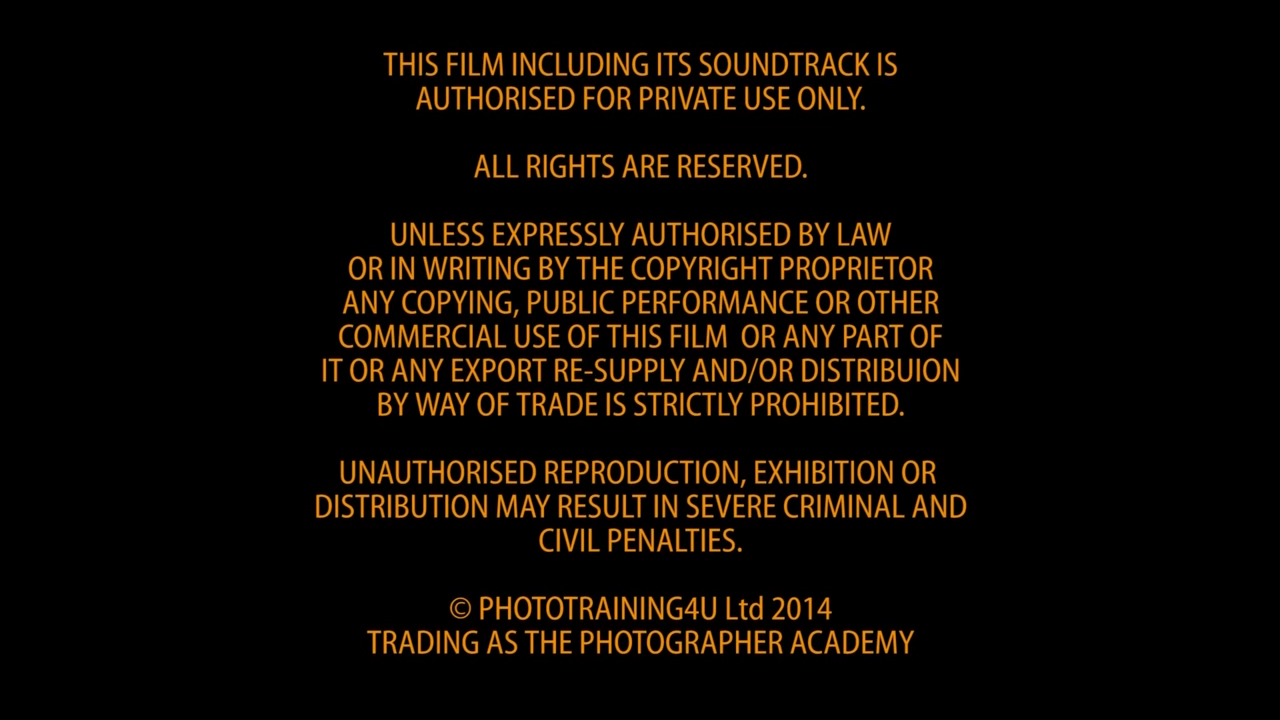 THIS FILM INCLUDING ITS SOUNDTRACK IS
AUTHORISED FOR PRIVATE USE ONLY.
ALL RIGHTS ARE RESERVED.
UNLESS EXPRESSLY AUTHORISED BY LAW
OR IN WRITING BY THE COPYRIGHT PROPRIETOR
ANY COPYING, PUBLIC PERFORMANCE OR OTHER
COMMERCIAL USE OF THIS FILM  OR ANY PART OF
IT OR ANY EXPORT RE-SUPPLY AND/OR DISTRIBUION
BY WAY OF TRADE IS STRICTLY PROHIBITED.
UNAUTHORISED REPRODUCTION, EXHIBITION OR
DISTRIBUTION MAY RESULT IN SEVERE CRIMINAL AND
CIVIL PENALTIES.
© PHOTOTRAINING4U Ltd 2014
TRADING AS THE PHOTOGRAPHER ACADEMY